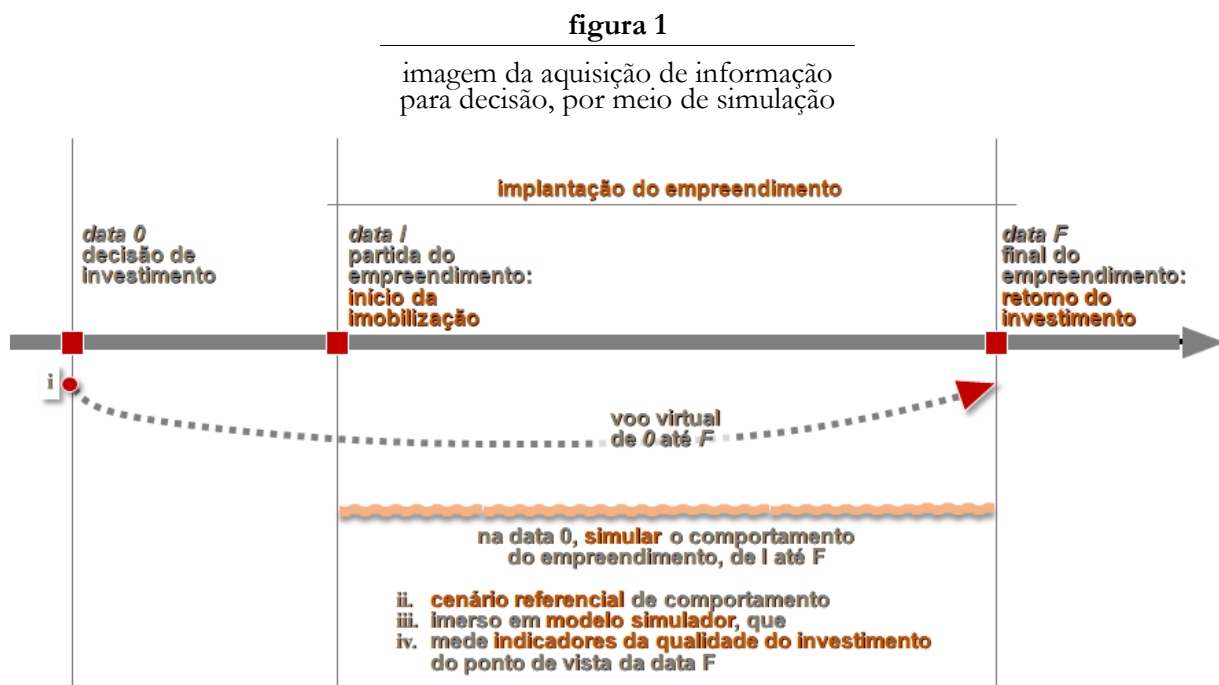 figura 1
imagem da aquisição de informação
para decisão, por meio de simulação
implantação do empreendimento
data 0
decisão de
investimento
data I
partida do
empreendimento:
início da
imobilização
data F
final do
empreendimento:
retorno do
investimento
i
voo virtual
de 0 até F
na data 0, simular o comportamento
do empreendimento, de I até F
ii. cenário referencial de comportamento
iii. imerso em modelo simulador, que
iv. mede indicadores da qualidade do investimento
do ponto de vista da data F